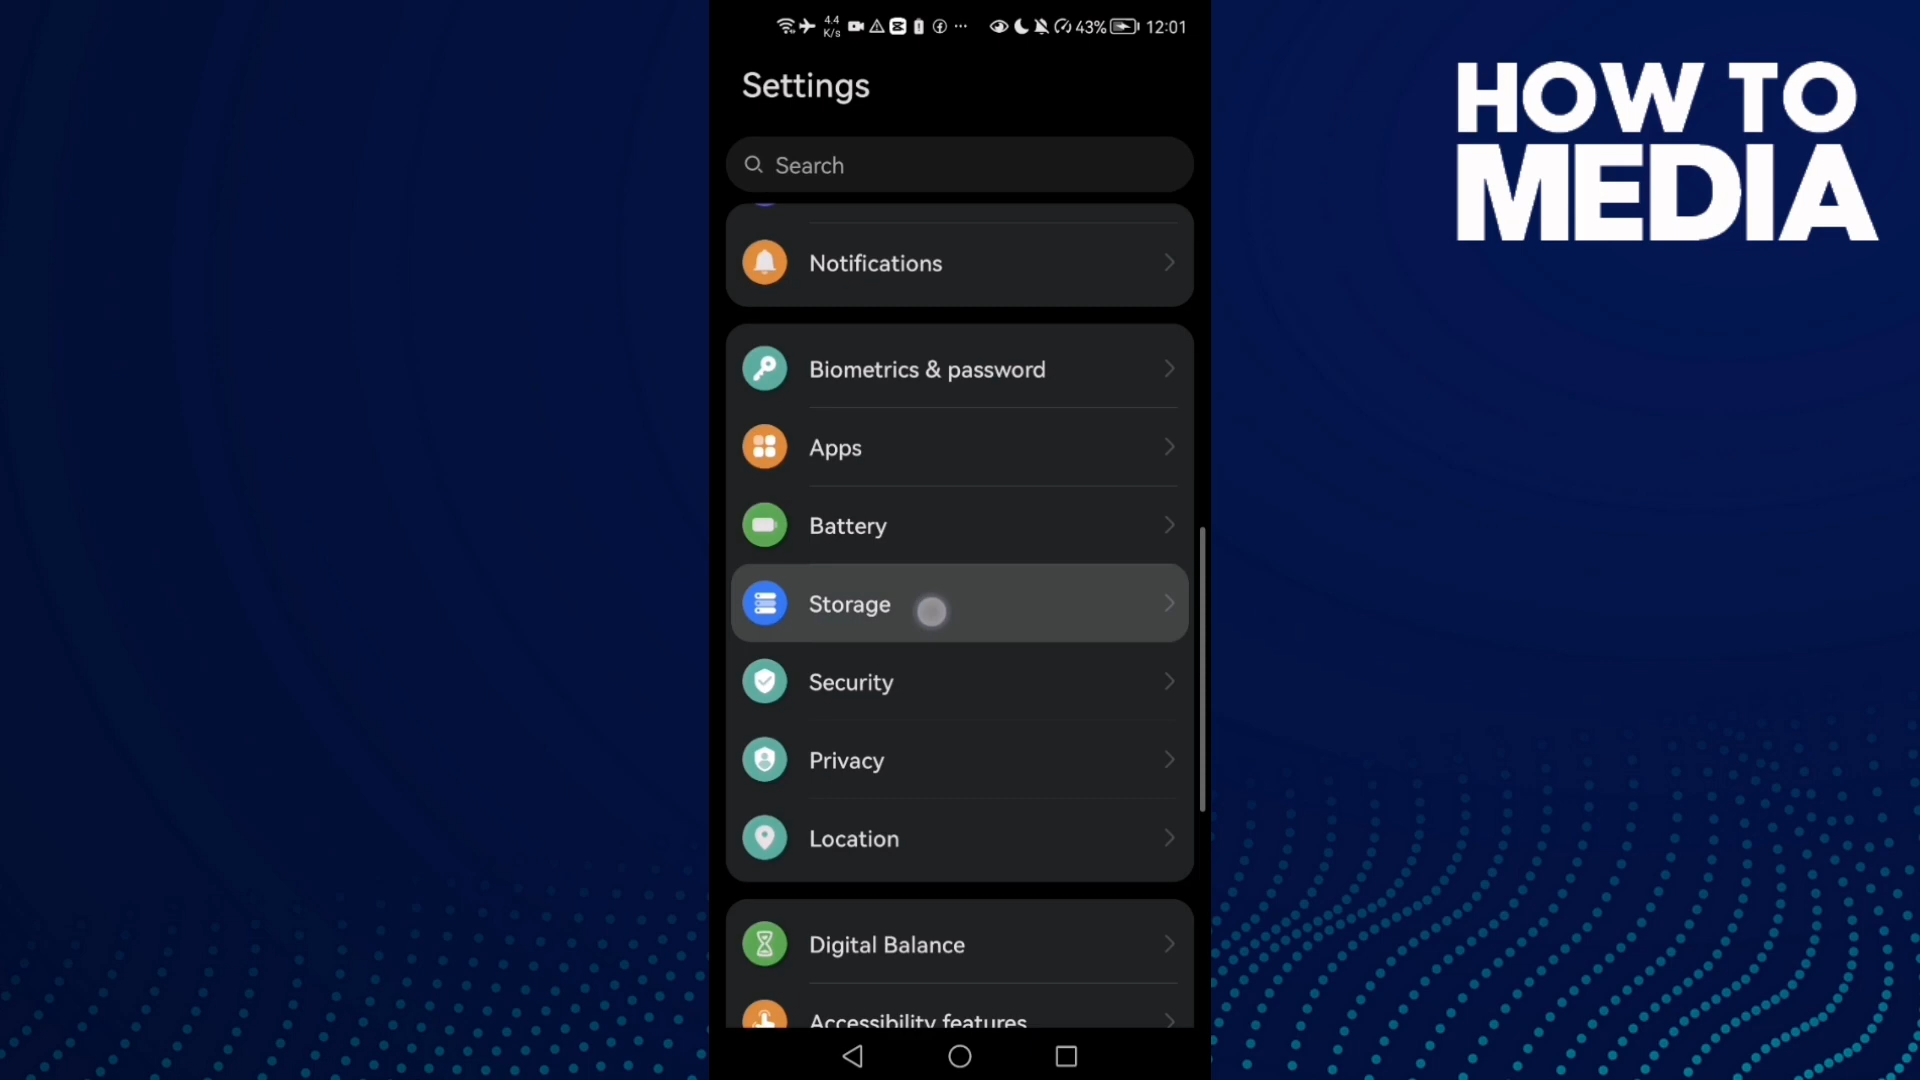 4.4
K/s
43%
12:01
Settings
HOW TO
MEDIA
Search
Notifications
Biometrics & password
Apps
Battery
Storage
Security
Privacy
Location
Digital Balance
Accessibility features